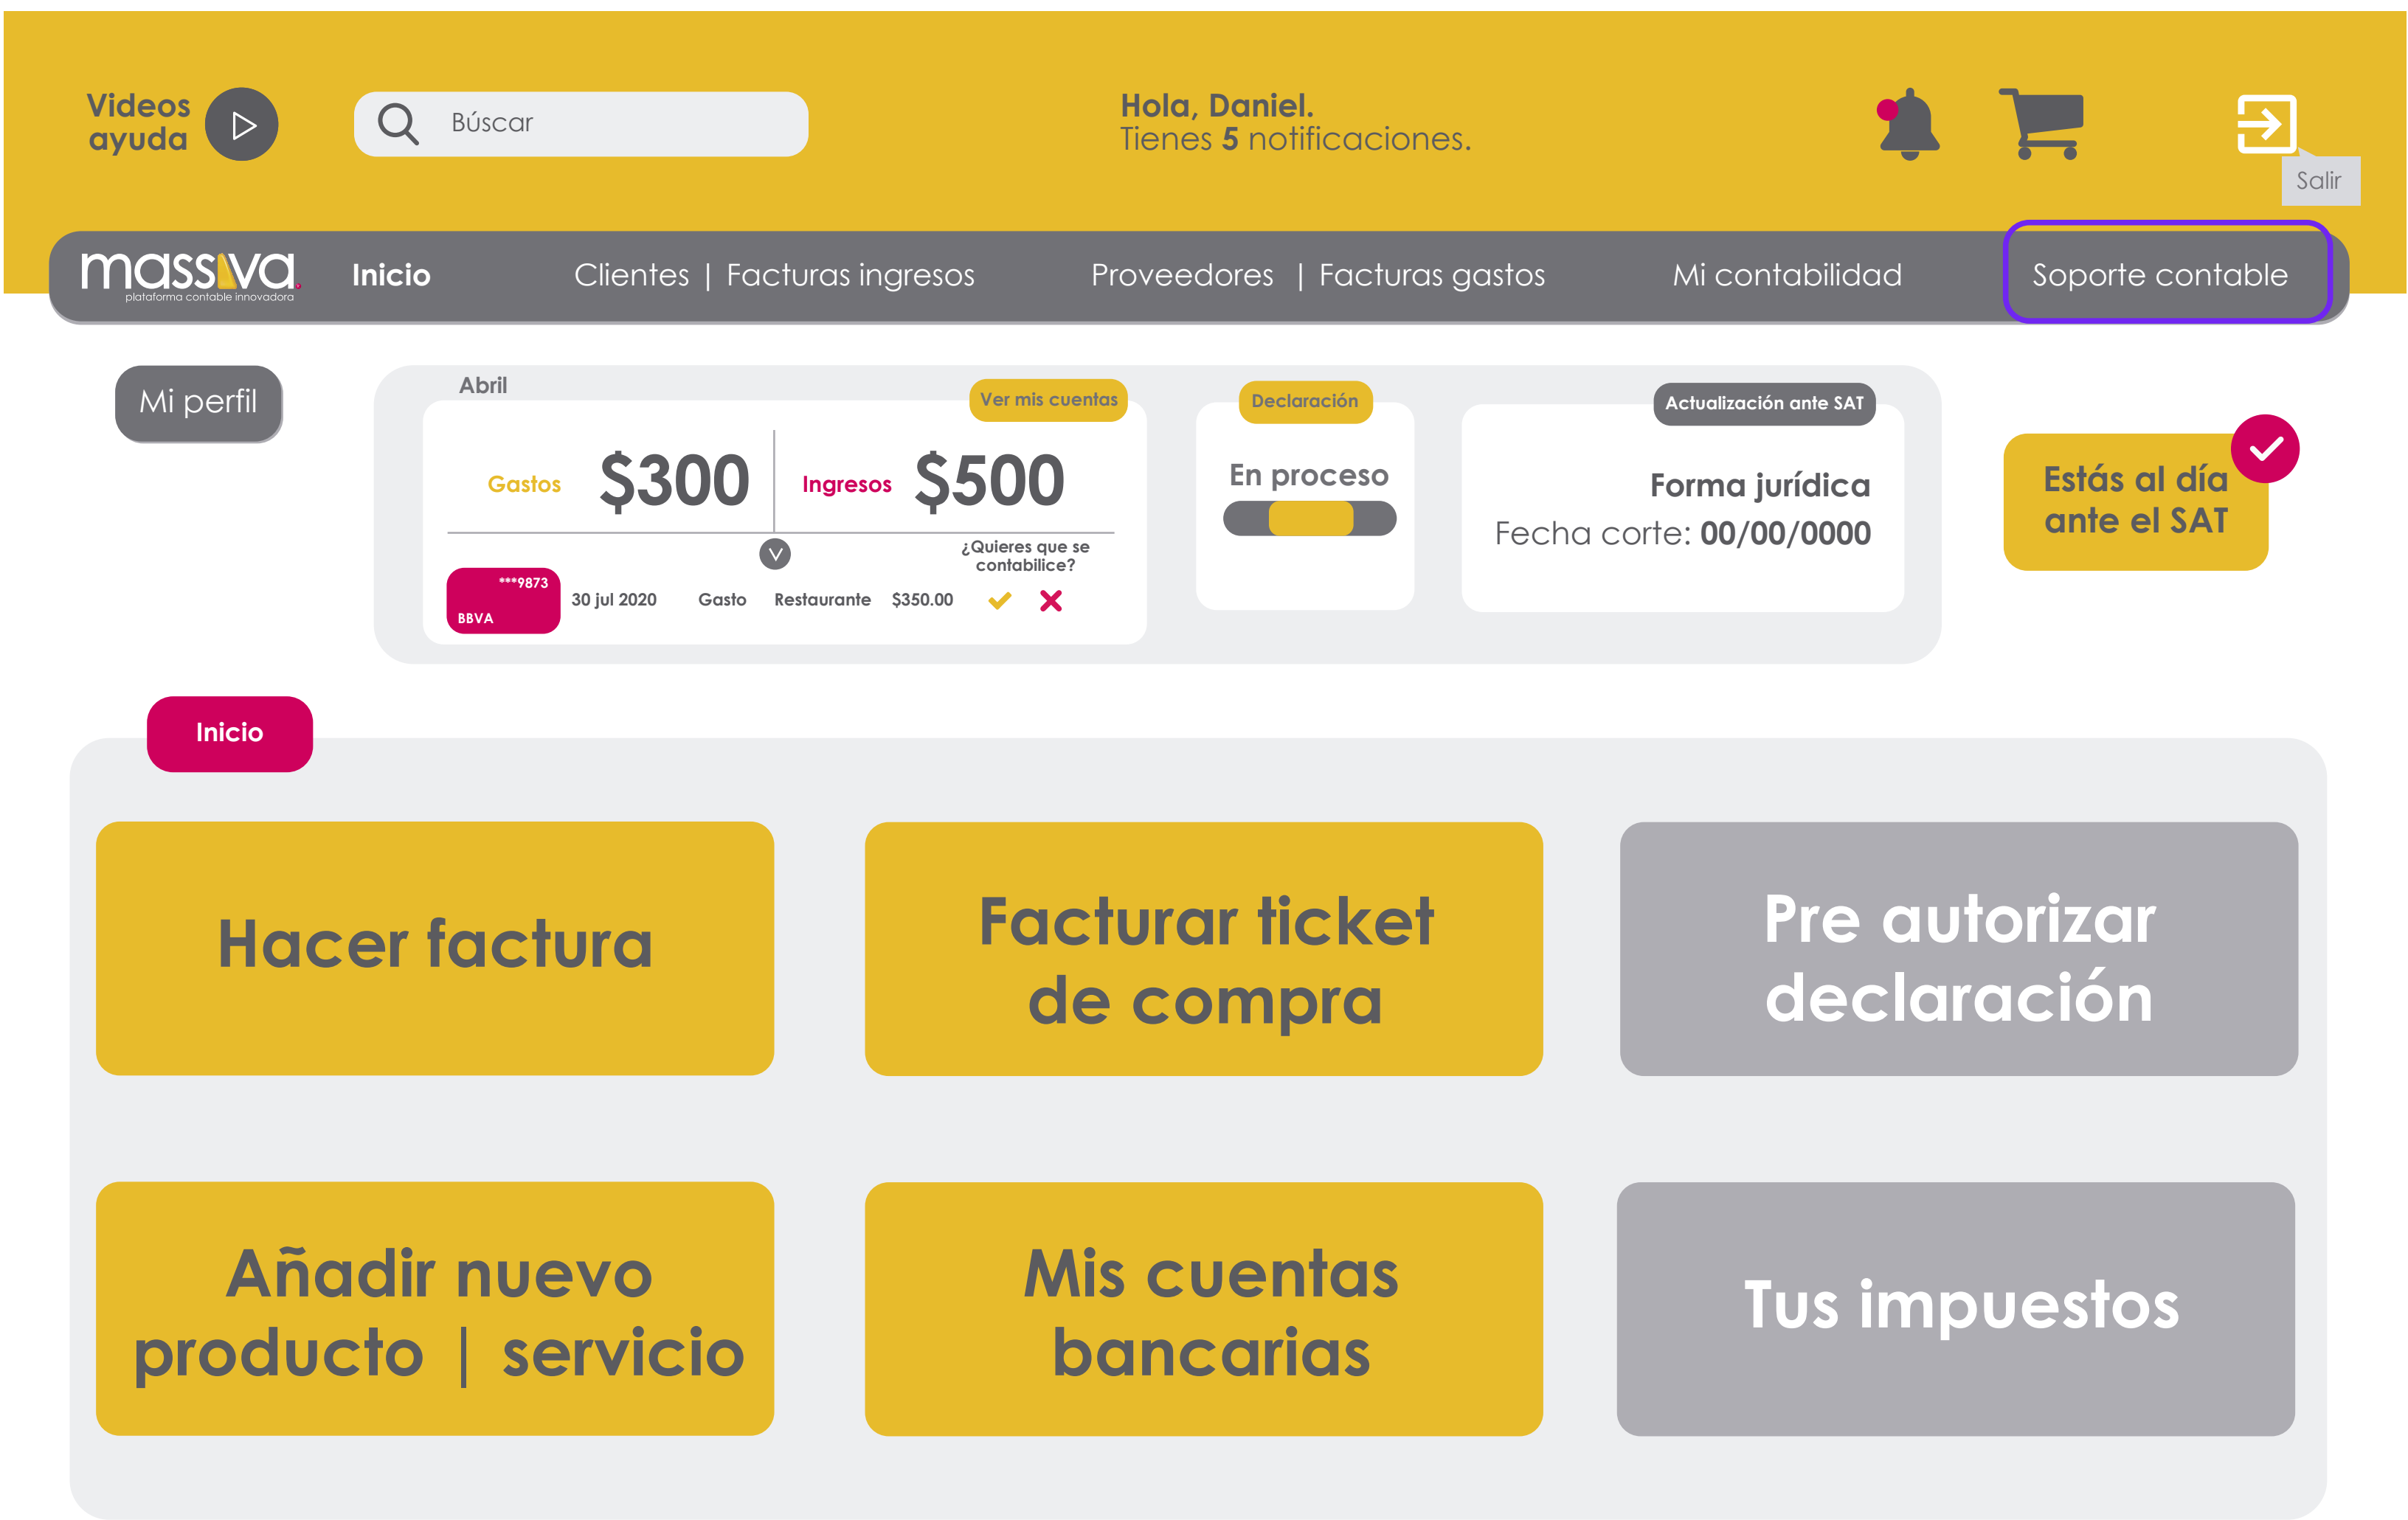 Videos
ayuda
Búscar
Hola, Daniel.
Tienes 5 notificaciones.
Salir
massiva.
plataforma contable innovadora
Inicio
Clientes | Facturas ingresos
Proveedores | Facturas gastos
Mi contabilidad
Soporte contable
Mi perfil
Abril
Ver mis cuentas
Gastos $300
Ingresos $500
¿Quieres que se
contabilice?
***9873
BBVA
30 jul 2020 Gasto Restaurante $350.00
Declaración
En proceso
Actualización ante SAT
Forma jurídica
Fecha corte: 00/00/0000
Estás al día
ante el SAT
Inicio
Hacer factura
Facturar ticket
de compra
Pre autorizar
declaración
Añadir nuevo
producto | servicio
Mis cuentas
bancarias
Tus impuestos